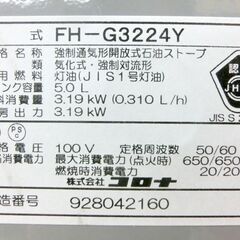 式 FH-G3224Y
格名称 強制通気形開放式石油ストーブ
方式 気化式・強制対流形
用燃料 灯油(JIS1号灯油)
ンク容量 5.0 L
料消費量 3.19 kW (0.310 L/h)
力 3.19 kW
JIS S
PS C
電圧 100 V 定格周波数 50/60
費電力 最大消費電力(点火時) 650/650
燃焼時消費電力 20/20
株式会社コロナ
造番号 928042160